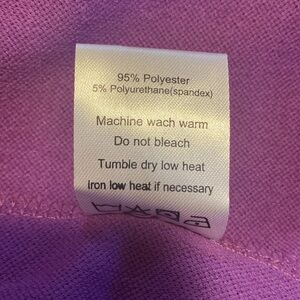 95% Polyester
5% Polyurethane(spandex)
Machine wach warm
Do not bleach
Tumble dry low heat
Iron low heat if necessary